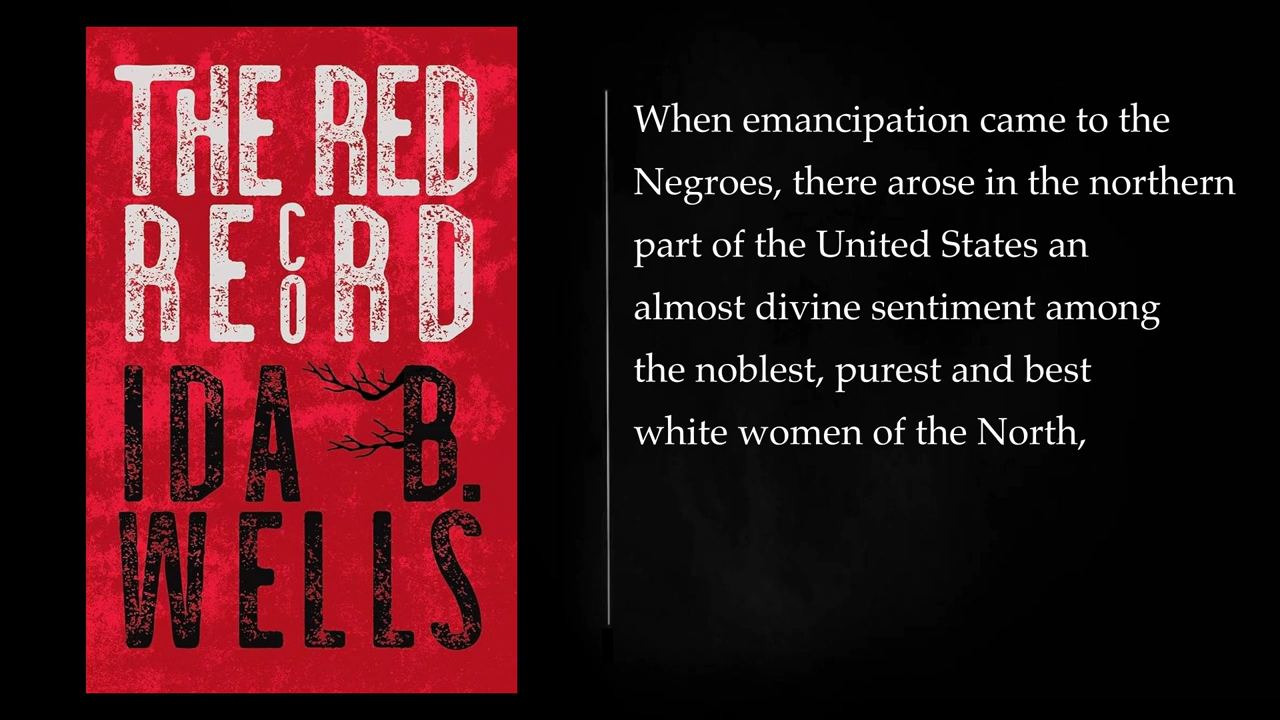 THE RED
RECORD
IDA B.
WELLS
When emancipation came to the
Negroes, there arose in the northern
part of the United States an
almost divine sentiment among
the noblest, purest and best
white women of the North,